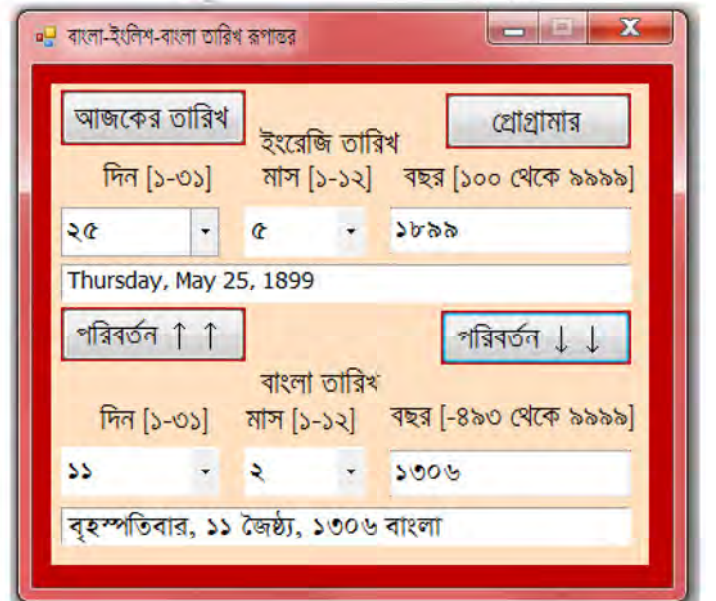 বাংলা-ইংলিশ-বাংলা তারিখ রূপান্তর
আজকের তারিখ
প্রোগ্রামার
ইংরেজি তারিখ
দিন [১-৩১] মাস [১-১২] বছর [১০০ থেকে ৯৯৯৯]
২৫ ৫ ১৮৯৯
Thursday, May 25, 1899
পরিবর্তন ↑ ↑ পরিবর্তন ↓ ↓
বাংলা তারিখ
দিন [১-৩১] মাস [১-১২] বছর [-৪৯৩ থেকে ৯৯৯৯]
১১ ২ ১৩০৬
বৃহস্পতিবার, ১১ জৈষ্ঠ্য, ১৩০৬ বাংলা